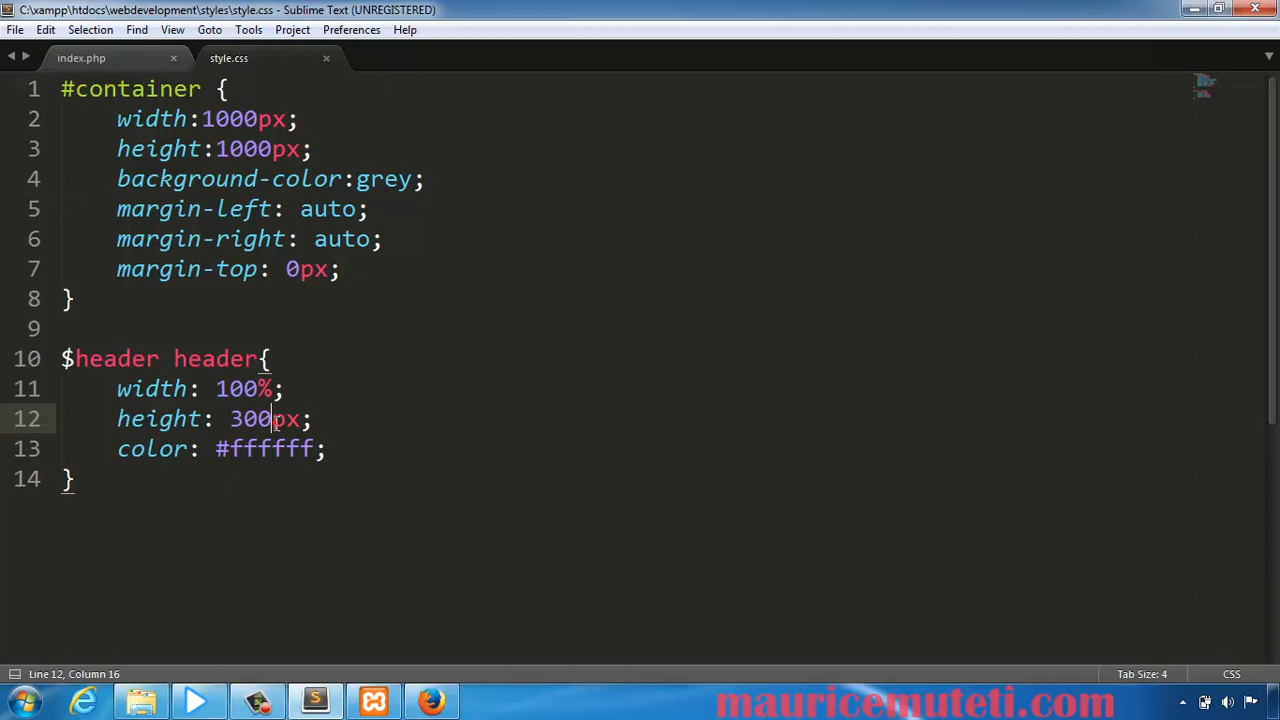 C:\xampp\htdocs\webdevelopment\styles\style.css - Sublime Text (UNREGISTERED)
File Edit Selection Find View Goto Tools Project Preferences Help
index.php × style.css ×
1 #container {
2 width:1000px;
3 height:1000px;
4 background-color:grey;
5 margin-left: auto;
6 margin-right: auto;
7 margin-top: 0px;
8 }
9
10 $header header{
11 width: 100%;
12 height: 300px;
13 color: #ffffff;
14 }
Line 12, Column 16 Tab Size: 4 CSS
mauricemuteti.com